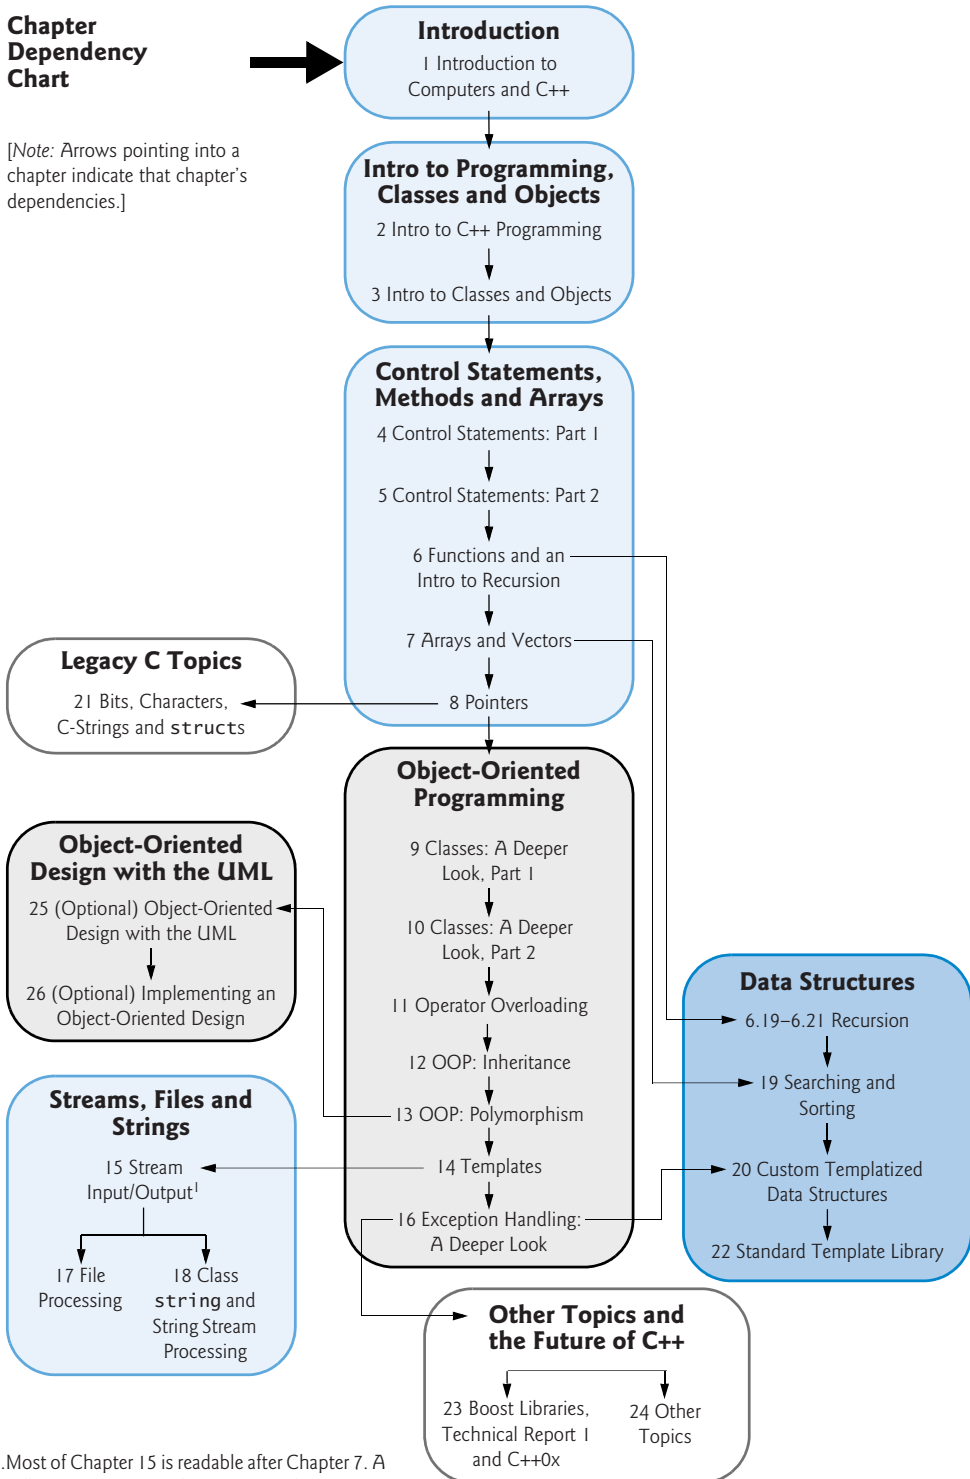 Chapter
Dependency
Chart
[Note: Arrows pointing into a
chapter indicate that chapter's
dependencies.]
Introduction
1 Introduction to
Computers and C++
Intro to Programming,
Classes and Objects
2 Intro to C++ Programming
3 Intro to Classes and Objects
Control Statements,
Methods and Arrays
4 Control Statements: Part 1
5 Control Statements: Part 2
6 Functions and an
Intro to Recursion
7 Arrays and Vectors
8 Pointers
Legacy C Topics
21 Bits, Characters,
C-Strings and structs
Object-Oriented
Programming
9 Classes: A Deeper
Look, Part 1
10 Classes: A Deeper
Look, Part 2
11 Operator Overloading
12 OOP: Inheritance
13 OOP: Polymorphism
14 Templates
16 Exception Handling:
A Deeper Look
Object-Oriented
Design with the UML
25 (Optional) Object-Oriented
Design with the UML
26 (Optional) Implementing an
Object-Oriented Design
Streams, Files and
Strings
15 Stream
Input/Output1
17 File
Processing
18 Class
string and
String Stream
Processing
Data Structures
6.19–6.21 Recursion
19 Searching and
Sorting
20 Custom Templatized
Data Structures
22 Standard Template Library
Other Topics and
the Future of C++
23 Boost Libraries,
Technical Report 1
and C++0x
24 Other
Topics
.Most of Chapter 15 is readable after Chapter 7. A